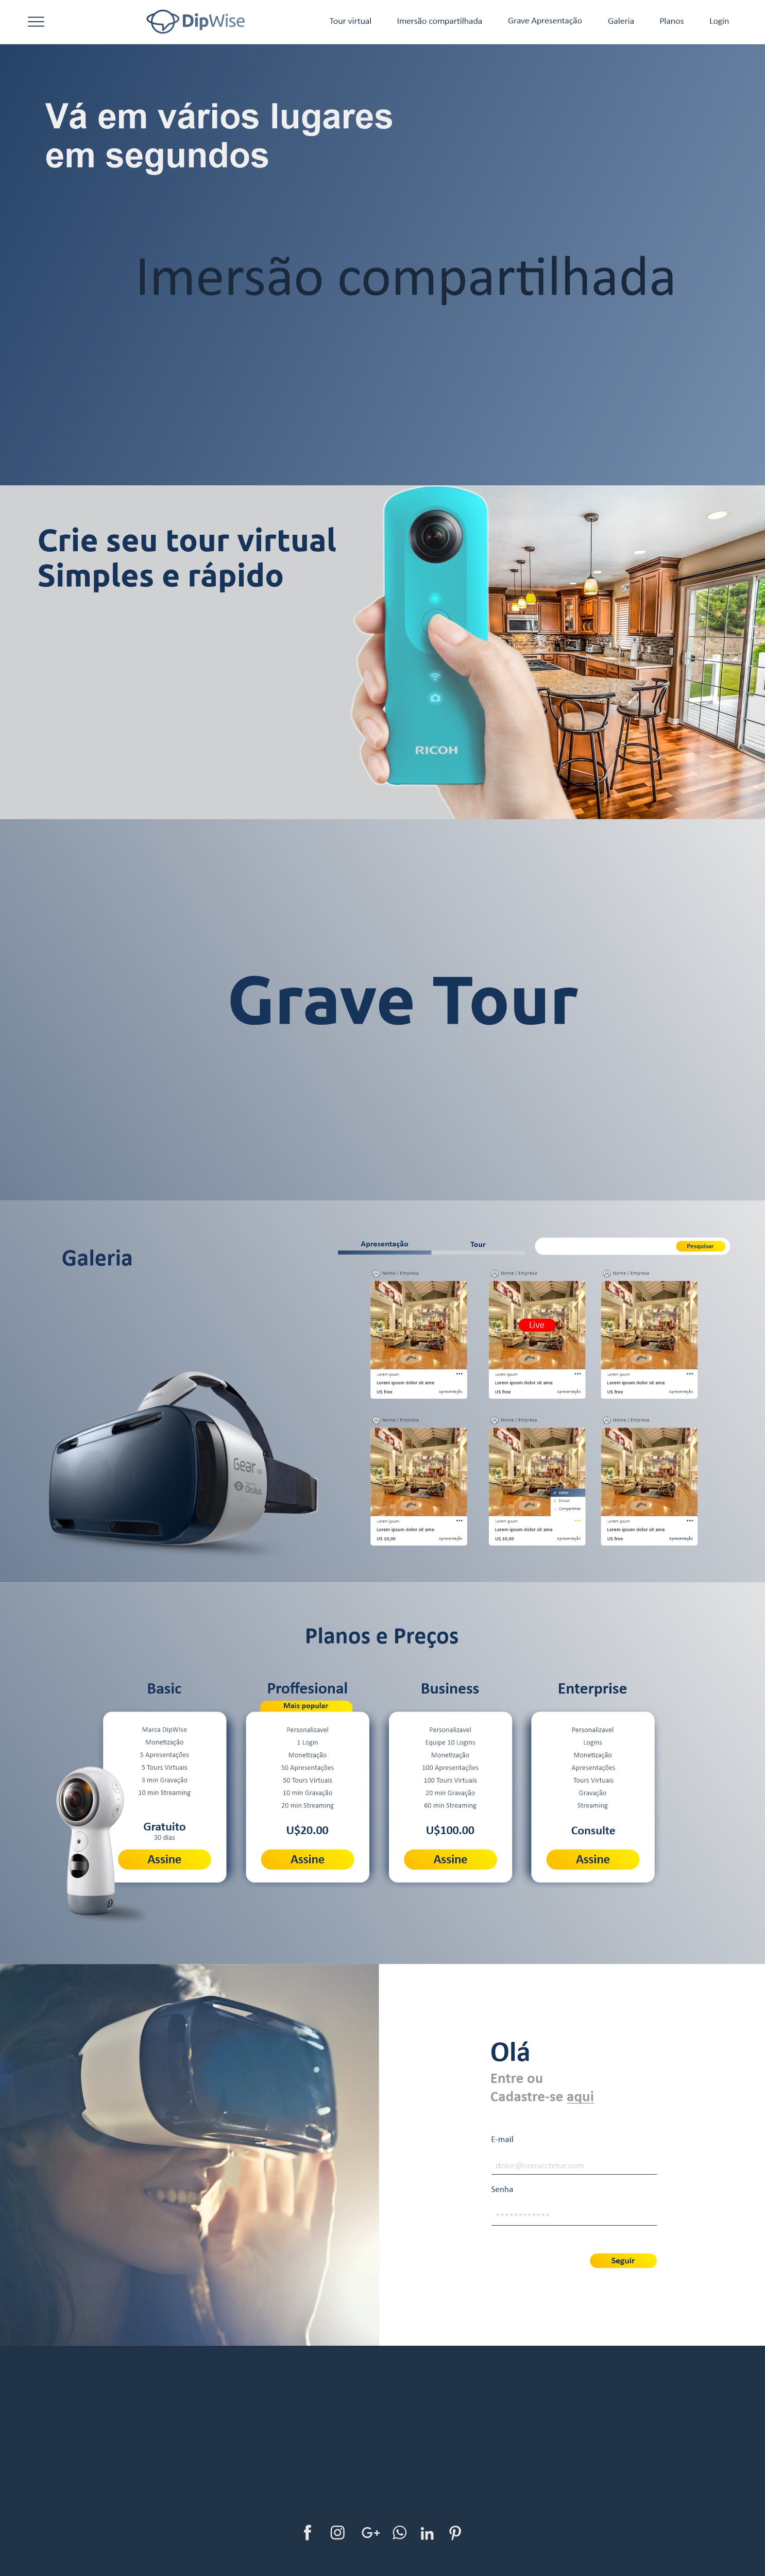 DipWise
Tour virtual
Imersão compartilhada
Grave Apresentação
Galeria
Planos
Login
Vá em vários lugares
em segundos
Imersão compartilhada
Crie seu tour virtual
Simples e rápido
RICOH
Grave Tour
Galeria
Apresentação
Tour
Pesquisar
Nome / Empresa
Nome / Empresa
Nome / Empresa
Live
Lorem ipsum
Lorem ipsum dolor sit ame
U$ free
apresentação
Lorem ipsum
Lorem ipsum dolor sit ame
U$ free
apresentação
Lorem ipsum
Lorem ipsum dolor sit ame
U$ free
apresentação
Gear VR
Oculus
Nome / Empresa
Nome / Empresa
Nome / Empresa
Editar
Excluir
Compartilhar
Lorem ipsum
Lorem ipsum dolor sit ame
U$ 10,00
apresentação
Lorem ipsum
Lorem ipsum dolor sit ame
U$ 10,00
apresentação
Lorem ipsum
Lorem ipsum dolor sit ame
U$ free
apresentação
Planos e Preços
Basic
Marca DipWise
Monetização
5 Apresentações
5 Tours Virtuais
3 min Gravação
10 min Streaming
Gratuito
30 dias
Assine
Proffesional
Mais popular
Personalizavel
1 Login
Monetização
50 Apresentações
50 Tours Virtuais
10 min Gravação
20 min Streaming
U$20.00
Assine
Business
Personalizavel
Equipe 10 Logins
Monetização
100 Apresentações
100 Tours Virtuais
20 min Gravação
60 min Streaming
U$100.00
Assine
Enterprise
Personalizavel
Logins
Monetização
Apresentações
Tours Virtuais
Gravação
Streaming
Consulte
Assine
Olá
Entre ou
Cadastre-se aqui
E-mail
dolor@consectetur.com
Senha
************
Seguir